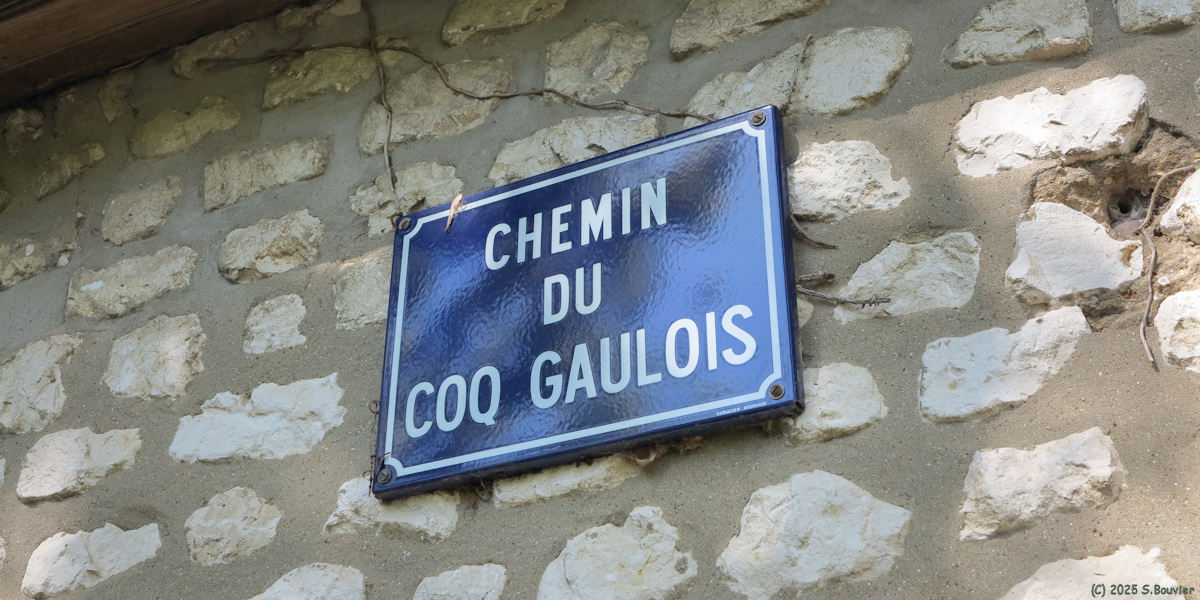 CHEMIN
DU
COQ GAULOIS
(C) 2025 S.Bouvier